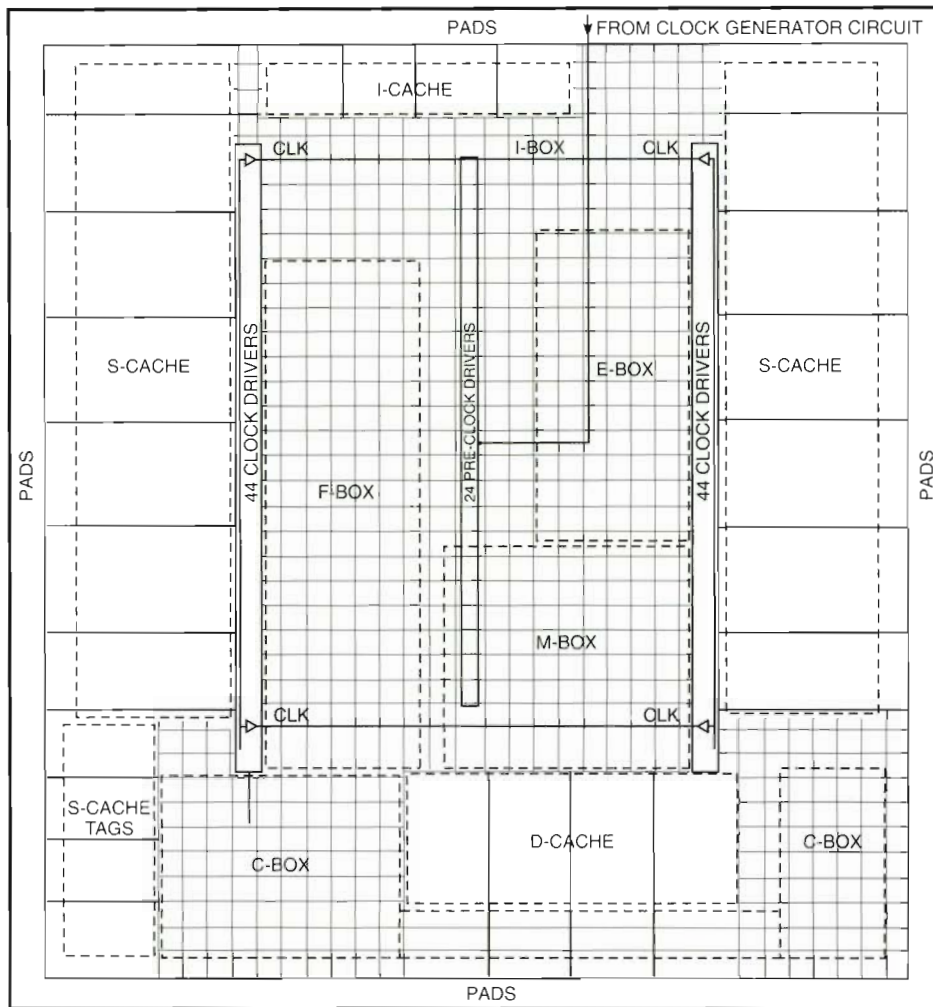 PADS
FROM CLOCK GENERATOR CIRCUIT
I-CACHE
CLK
I-BOX
CLK
S-CACHE
44 CLOCK DRIVERS
F-BOX
24 PRE-CLOCK DRIVERS
E-BOX
44 CLOCK DRIVERS
S-CACHE
PADS
PADS
M-BOX
CLK
CLK
S-CACHE
TAGS
C-BOX
D-CACHE
C-BOX
PADS